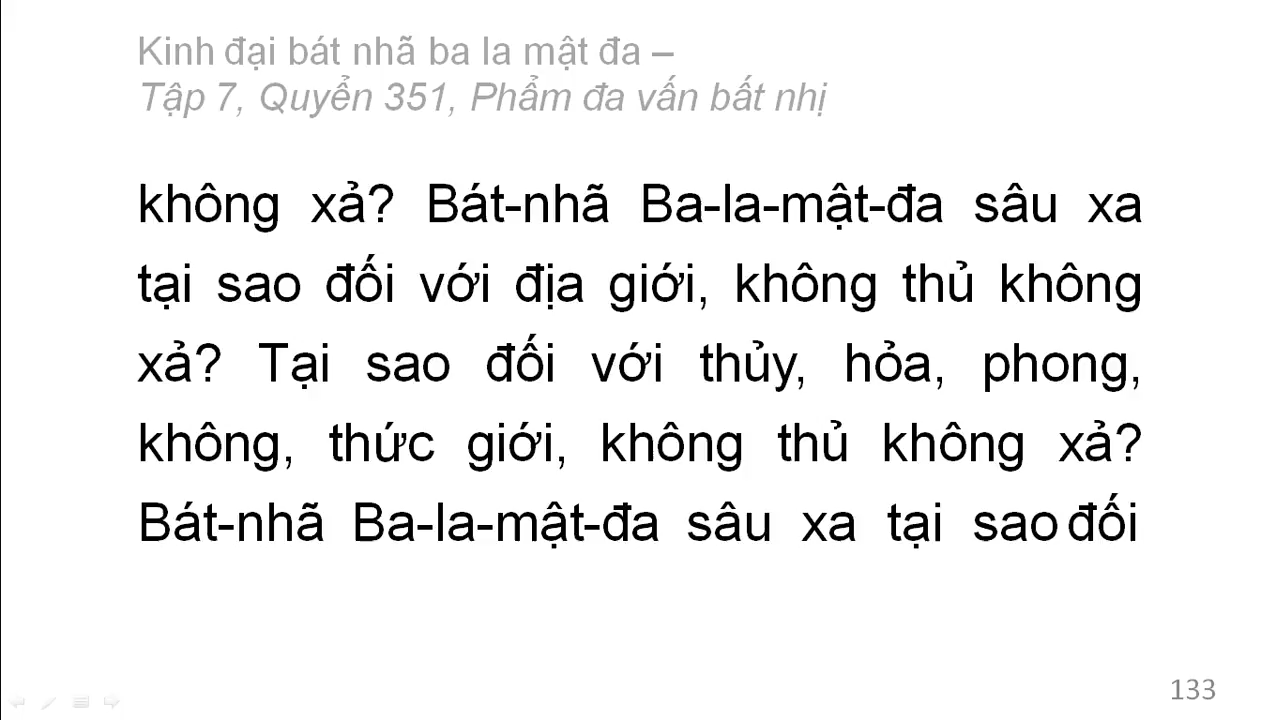 Kinh đại bát nhã ba la mật đa –
Tập 7, Quyển 351, Phẩm đa vấn bất nhị
không xả? Bát-nhã Ba-la-mật-đa sâu xa
tại sao đối với địa giới, không thủ không
xả? Tại sao đối với thủy, hỏa, phong,
không, thức giới, không thủ không xả?
Bát-nhã Ba-la-mật-đa sâu xa tại sao đối
133